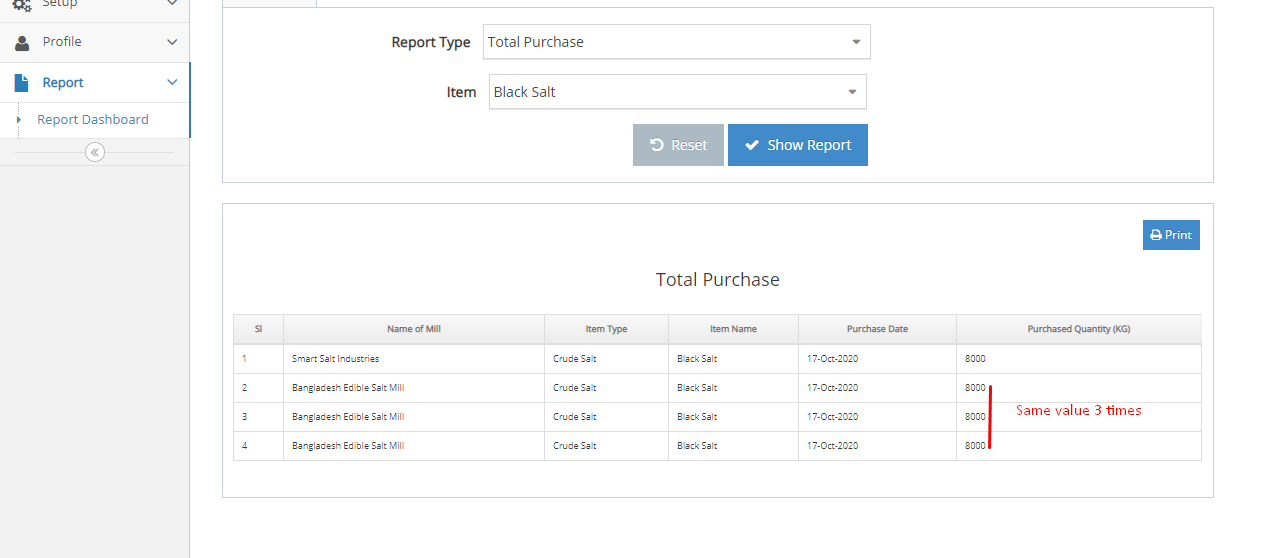 Setup
Profile
Report
Report Dashboard
Report Type Total Purchase
Item Black Salt
Reset Show Report
Print
Total Purchase
Sl Name of Mill Item Type Item Name Purchase Date Purchased Quantity (KG)
1 Smart Salt Industries Crude Salt Black Salt 17-Oct-2020 8000
2 Bangladesh Edible Salt Mill Crude Salt Black Salt 17-Oct-2020 8000
3 Bangladesh Edible Salt Mill Crude Salt Black Salt 17-Oct-2020 8000
Same value 3 times
4 Bangladesh Edible Salt Mill Crude Salt Black Salt 17-Oct-2020 8000